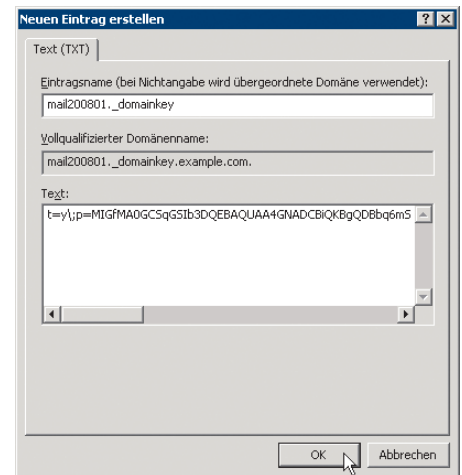 Neuen Eintrag erstellen
Text (TXT)
Eintragsname (bei Nichtangabe wird übergeordnete Domäne verwendet):
mail200801._domainkey
Vollqualifizierter Domänenname:
mail200801._domainkey.example.com.
Text:
t=y\;p=MIGfMA0GCSqGSIb3DQEBAQUAA4GNADCBiQKBgQDBbq6mS
OK Abbrechen